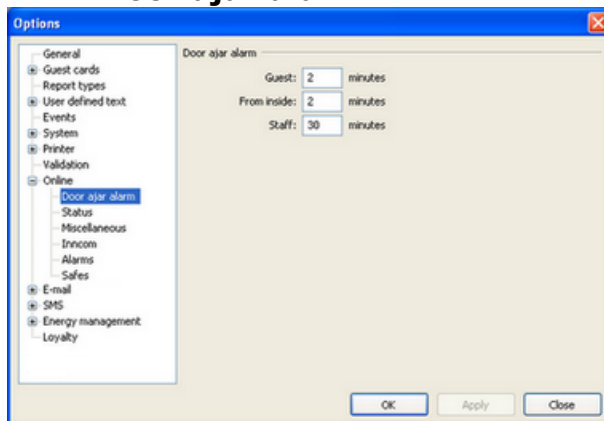 Options
General
Guest cards
Report types
User defined text
Events
System
Printer
Validation
Online
Door ajar alarm
Status
Miscellaneous
Inncom
Alarms
Safes
E-mail
SMS
Energy management
Loyalty
Door ajar alarm
Guest: 2 minutes
From inside: 2 minutes
Staff: 30 minutes
OK Apply Close